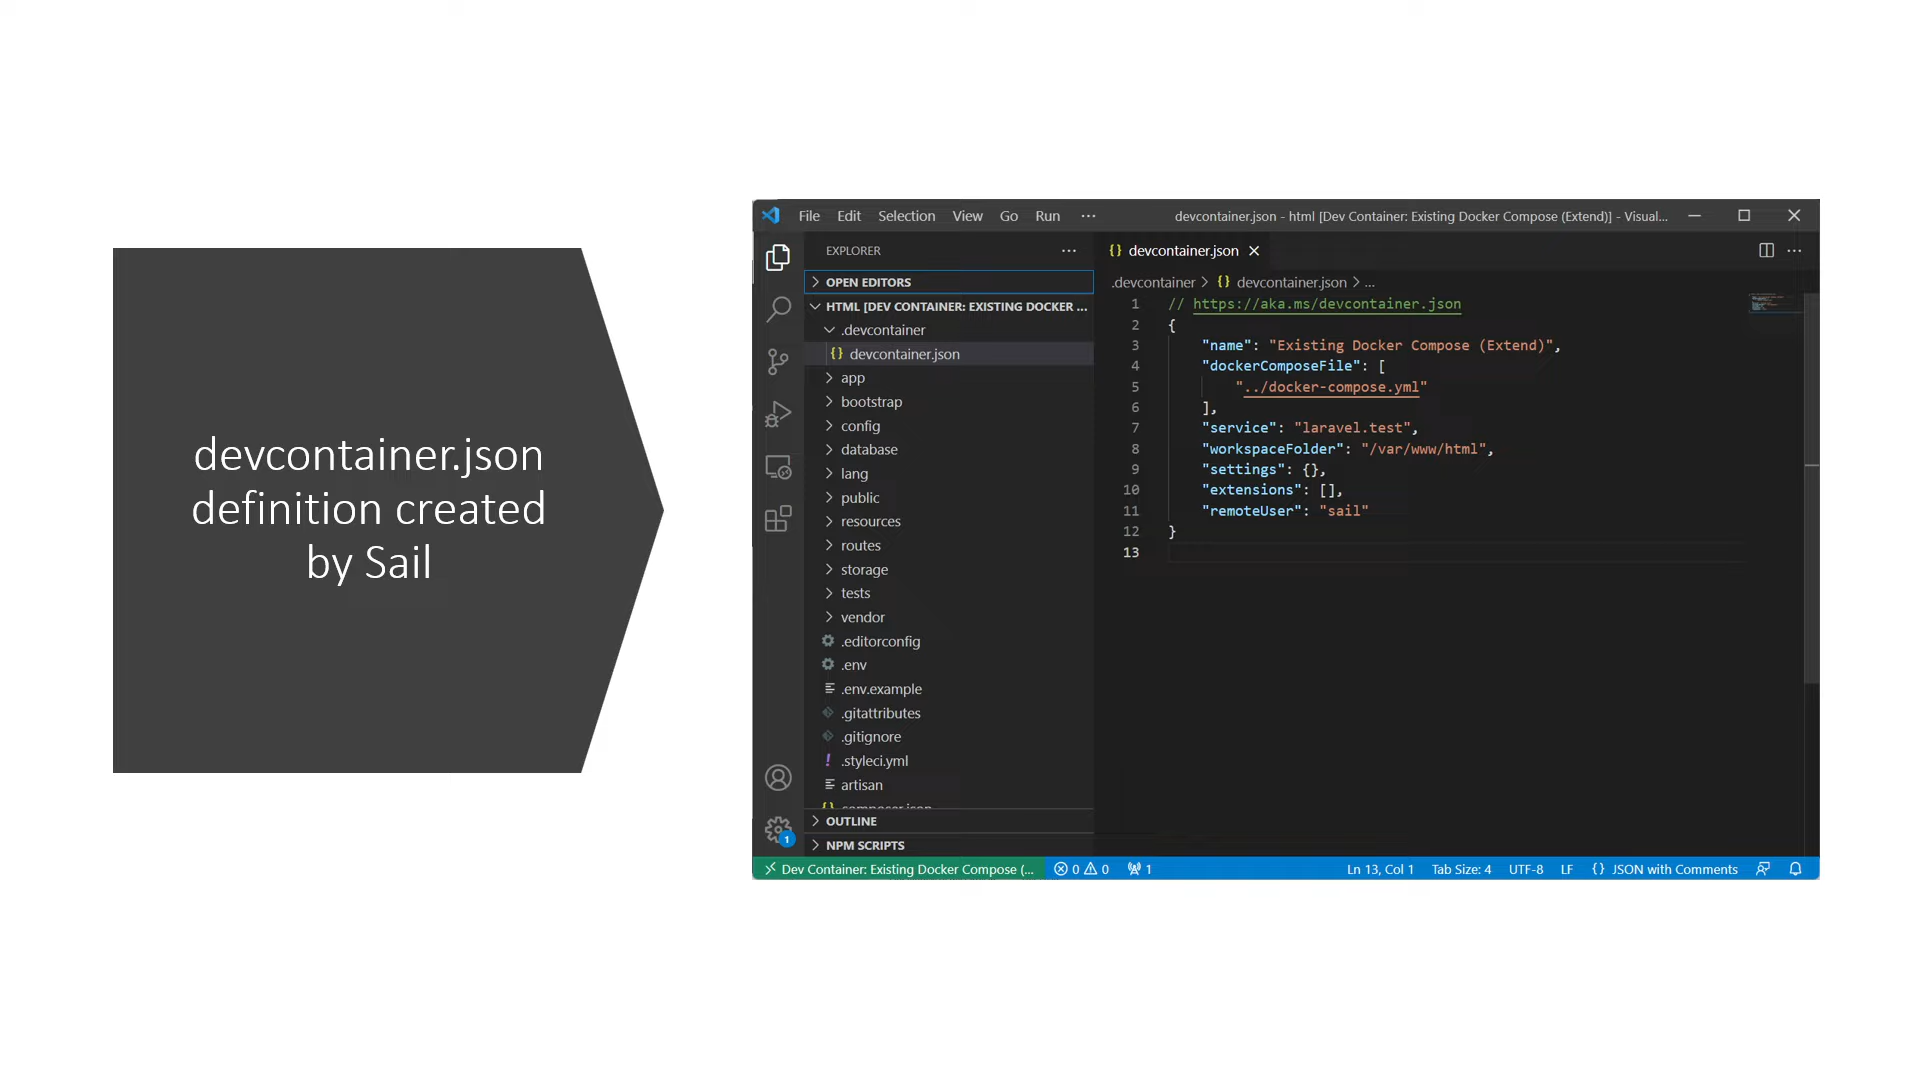 devcontainer.json
definition created
by Sail
File Edit Selection View Go Run ··· devcontainer.json - html [Dev Container: Existing Docker Compose (Extend)] - Visual...
EXPLORER ···
OPEN EDITORS
HTML [DEV CONTAINER: EXISTING DOCKER ...
.devcontainer
{} devcontainer.json
app
bootstrap
config
database
lang
public
resources
routes
storage
tests
vendor
.editorconfig
.env
.env.example
.gitattributes
.gitignore
! .styleci.yml
artisan
{} composer.json
OUTLINE
NPM SCRIPTS
1
{} devcontainer.json
.devcontainer > {} devcontainer.json > ...
1 // https://aka.ms/devcontainer.json
2 {
3 "name": "Existing Docker Compose (Extend)",
4 "dockerComposeFile": [
5 "../docker-compose.yml"
6 ],
7 "service": "laravel.test",
8 "workspaceFolder": "/var/www/html",
9 "settings": {},
10 "extensions": [],
11 "remoteUser": "sail"
12 }
13
Dev Container: Existing Docker Compose (... 0 0 1 Ln 13, Col 1 Tab Size: 4 UTF-8 LF {} JSON with Comments